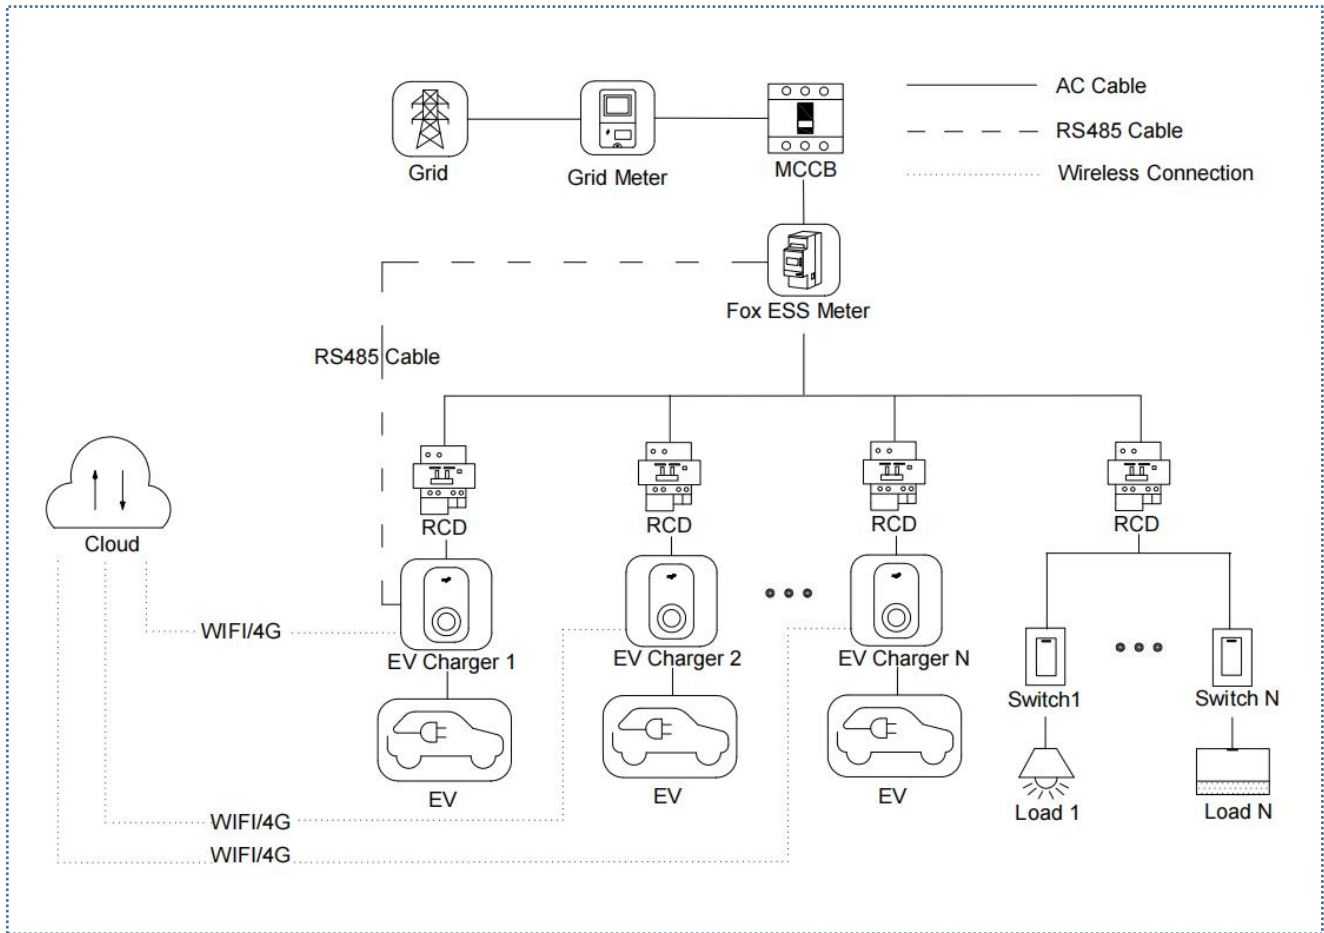 AC Cable
RS485 Cable
Wireless Connection
Grid
Grid Meter
MCCB
Fox ESS Meter
RS485 Cable
Cloud
RCD
RCD
RCD
RCD
WIFI/4G
EV Charger 1
EV Charger 2
EV Charger N
Switch1
Switch N
EV
EV
EV
Load 1
Load N
WIFI/4G
WIFI/4G